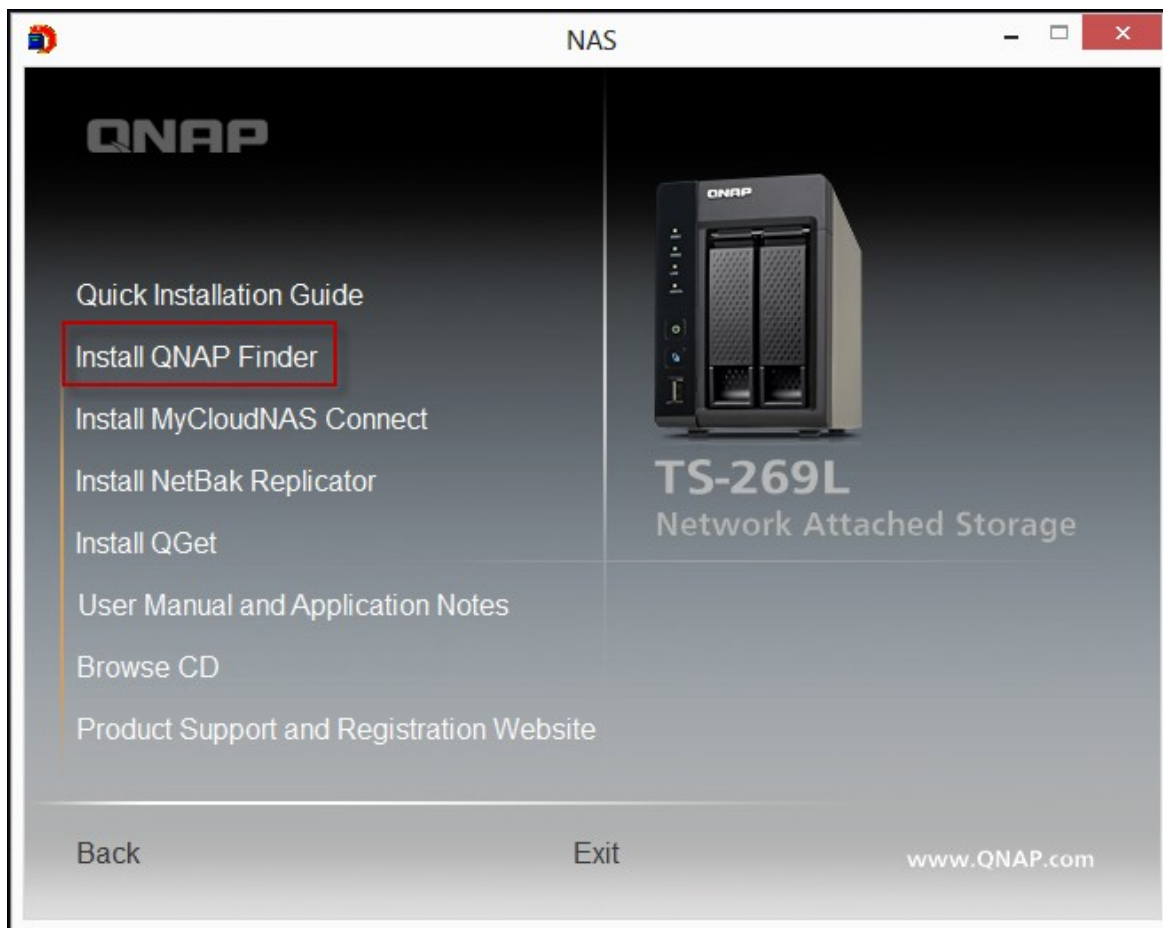 NAS
QNAP
QNAP
Quick Installation Guide
Install QNAP Finder
Install MyCloudNAS Connect
Install NetBak Replicator
Install QGet
User Manual and Application Notes
Browse CD
Product Support and Registration Website
TS-269L
Network Attached Storage
Back
Exit
www.QNAP.com